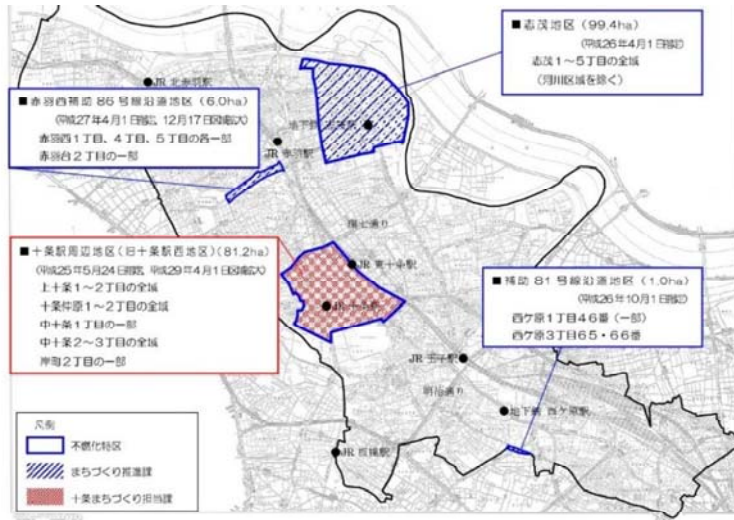 ■志茂地区(99.4ha)
(平成26年4月1日指定)
志茂1~5丁目の全域
(河川区域を除く)
JR 北赤羽駅
■赤羽西補助86号線沿道地区(6.0ha)
(平成27年4月1日指定、12月17日区域拡大)
赤羽西1丁目、4丁目、5丁目の各一部
赤羽台2丁目の一部
地下鉄 志茂駅
JR 赤羽駅
環七通り
■十条駅周辺地区(旧十条駅西地区)(81.2ha)
(平成25年5月24日指定、平成29年4月1日区域拡大)
上十条1~2丁目の全域
十条仲原1~2丁目の全域
中十条1丁目の一部
中十条2~3丁目の全域
岸町2丁目の一部
JR 東十条駅
JR 十条駅
■補助81号線沿道地区(1.0ha)
(平成26年10月1日指定)
西ケ原1丁目46番(一部)
西ケ原3丁目65・66番
JR 王子駅
明治通り
地下鉄 西ケ原駅
JR 板橋駅
凡例
不燃化特区
まちづくり推進課
十条まちづくり担当課